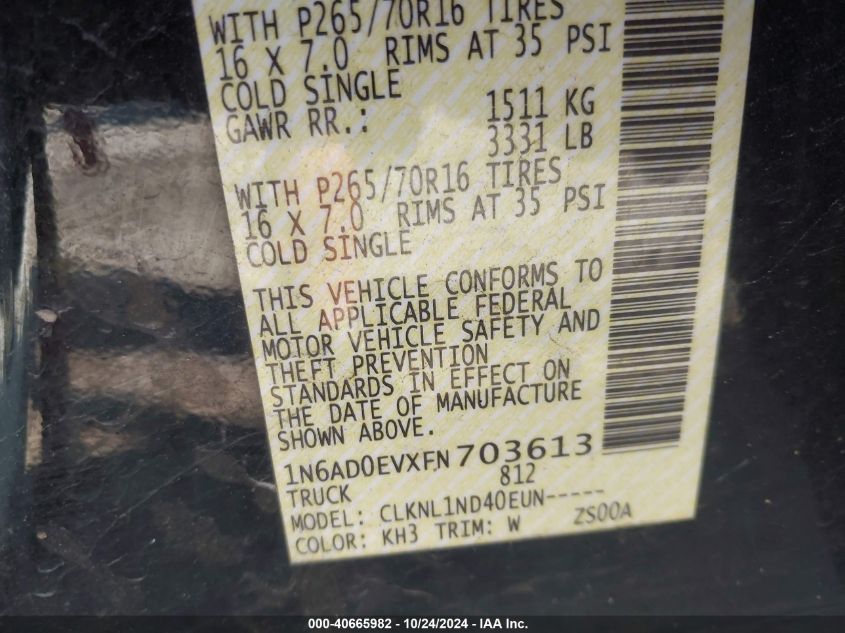 WITH P265/70R16 TIRES
16 X 7.0 RIMS AT 35 PSI
COLD SINGLE
GAWR RR.: 1511 KG
3331 LB
WITH P265/70R16 TIRES
16 X 7.0 RIMS AT 35 PSI
COLD SINGLE
THIS VEHICLE CONFORMS TO
ALL APPLICABLE FEDERAL
MOTOR VEHICLE SAFETY AND
THEFT PREVENTION
STANDARDS IN EFFECT ON
THE DATE OF MANUFACTURE
SHOWN ABOVE.
1N6AD0EVXFN 703613
TRUCK 812
MODEL: CLKNL1ND40EUN-----
COLOR: KH3 TRIM: W ZS00A
000-40665982 - 10/24/2024 - IAA Inc.